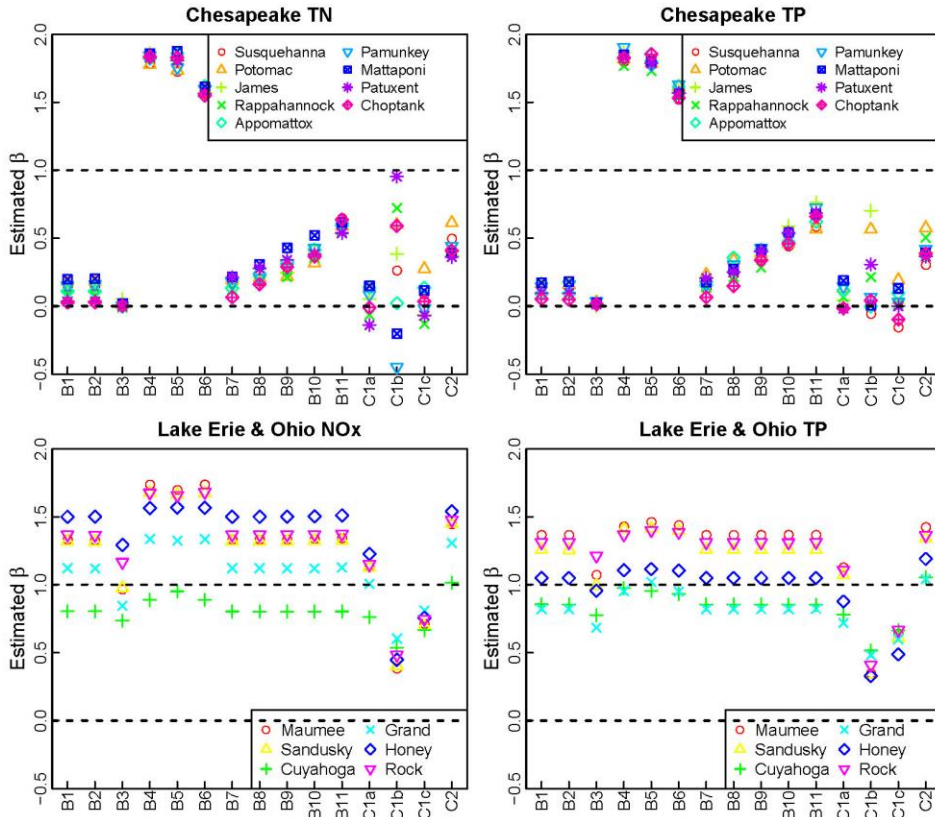 Chesapeake TN
Estimated β
2.0
1.5
1.0
0.5
0.0
−0.5
Susquehanna
Potomac
James
Rappahannock
Appomattox
Pamunkey
Mattaponi
Patuxent
Choptank
B1 B2 B3 B4 B5 B6 B7 B8 B9 B10 B11 C1a C1b C1c C2
Chesapeake TP
Estimated β
2.0
1.5
1.0
0.5
0.0
−0.5
Susquehanna
Potomac
James
Rappahannock
Appomattox
Pamunkey
Mattaponi
Patuxent
Choptank
B1 B2 B3 B4 B5 B6 B7 B8 B9 B10 B11 C1a C1b C1c C2
Lake Erie & Ohio NOx
Estimated β
2.0
1.5
1.0
0.5
0.0
−0.5
Maumee
Sandusky
Cuyahoga
Grand
Honey
Rock
B1 B2 B3 B4 B5 B6 B7 B8 B9 B10 B11 C1a C1b C1c C2
Lake Erie & Ohio TP
Estimated β
2.0
1.5
1.0
0.5
0.0
−0.5
Maumee
Sandusky
Cuyahoga
Grand
Honey
Rock
B1 B2 B3 B4 B5 B6 B7 B8 B9 B10 B11 C1a C1b C1c C2